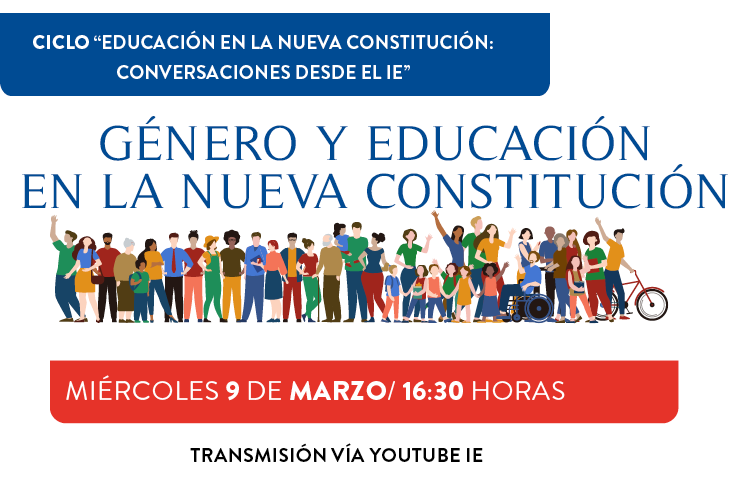 CICLO “EDUCACIÓN EN LA NUEVA CONSTITUCIÓN:
CONVERSACIONES DESDE EL IE”
GÉNERO Y EDUCACIÓN
EN LA NUEVA CONSTITUCIÓN
MIÉRCOLES 9 DE MARZO/ 16:30 HORAS
TRANSMISIÓN VÍA YOUTUBE IE